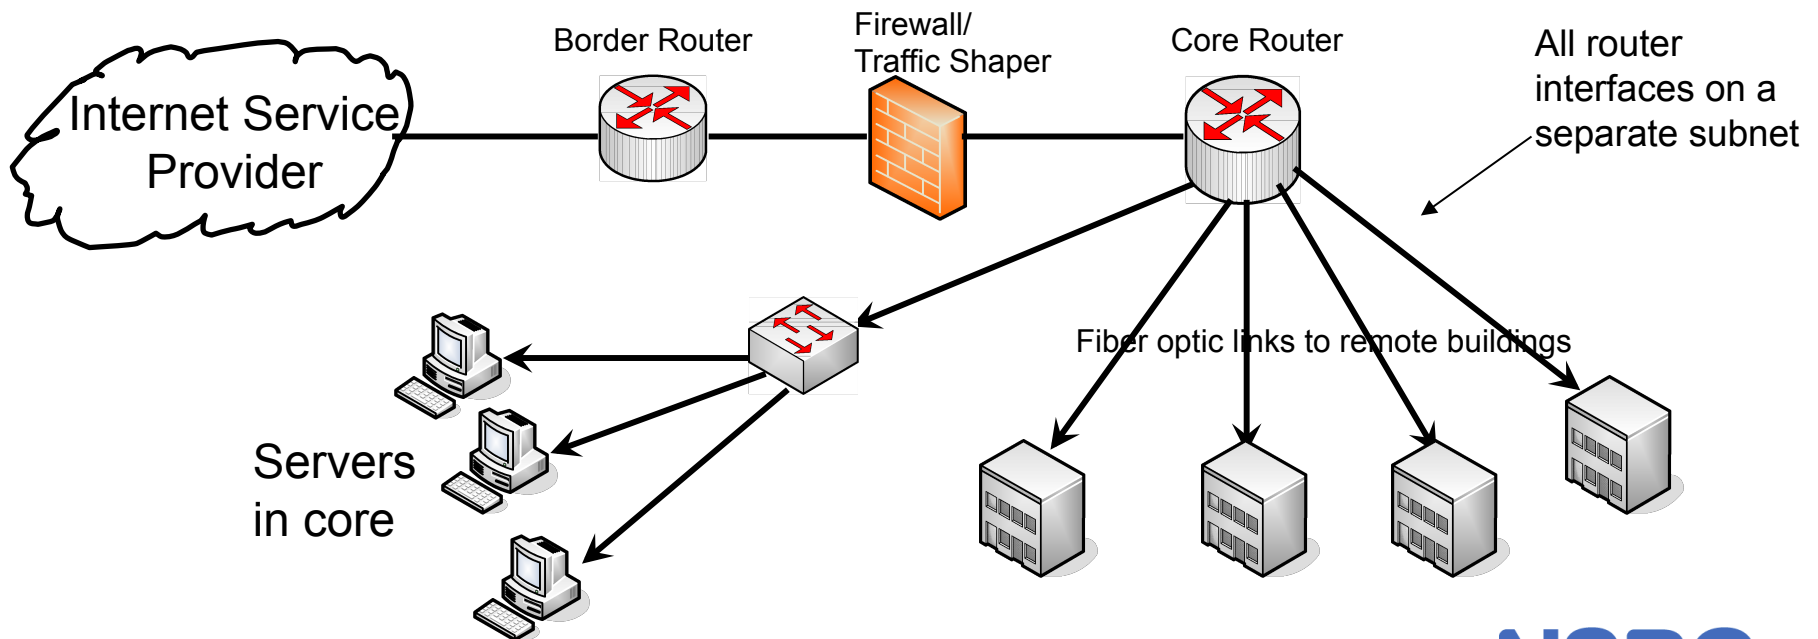 Border Router
Firewall/
Traffic Shaper
Core Router
All router
interfaces on a
separate subnet
Internet Service
Provider
Fiber optic links to remote buildings
Servers
in core